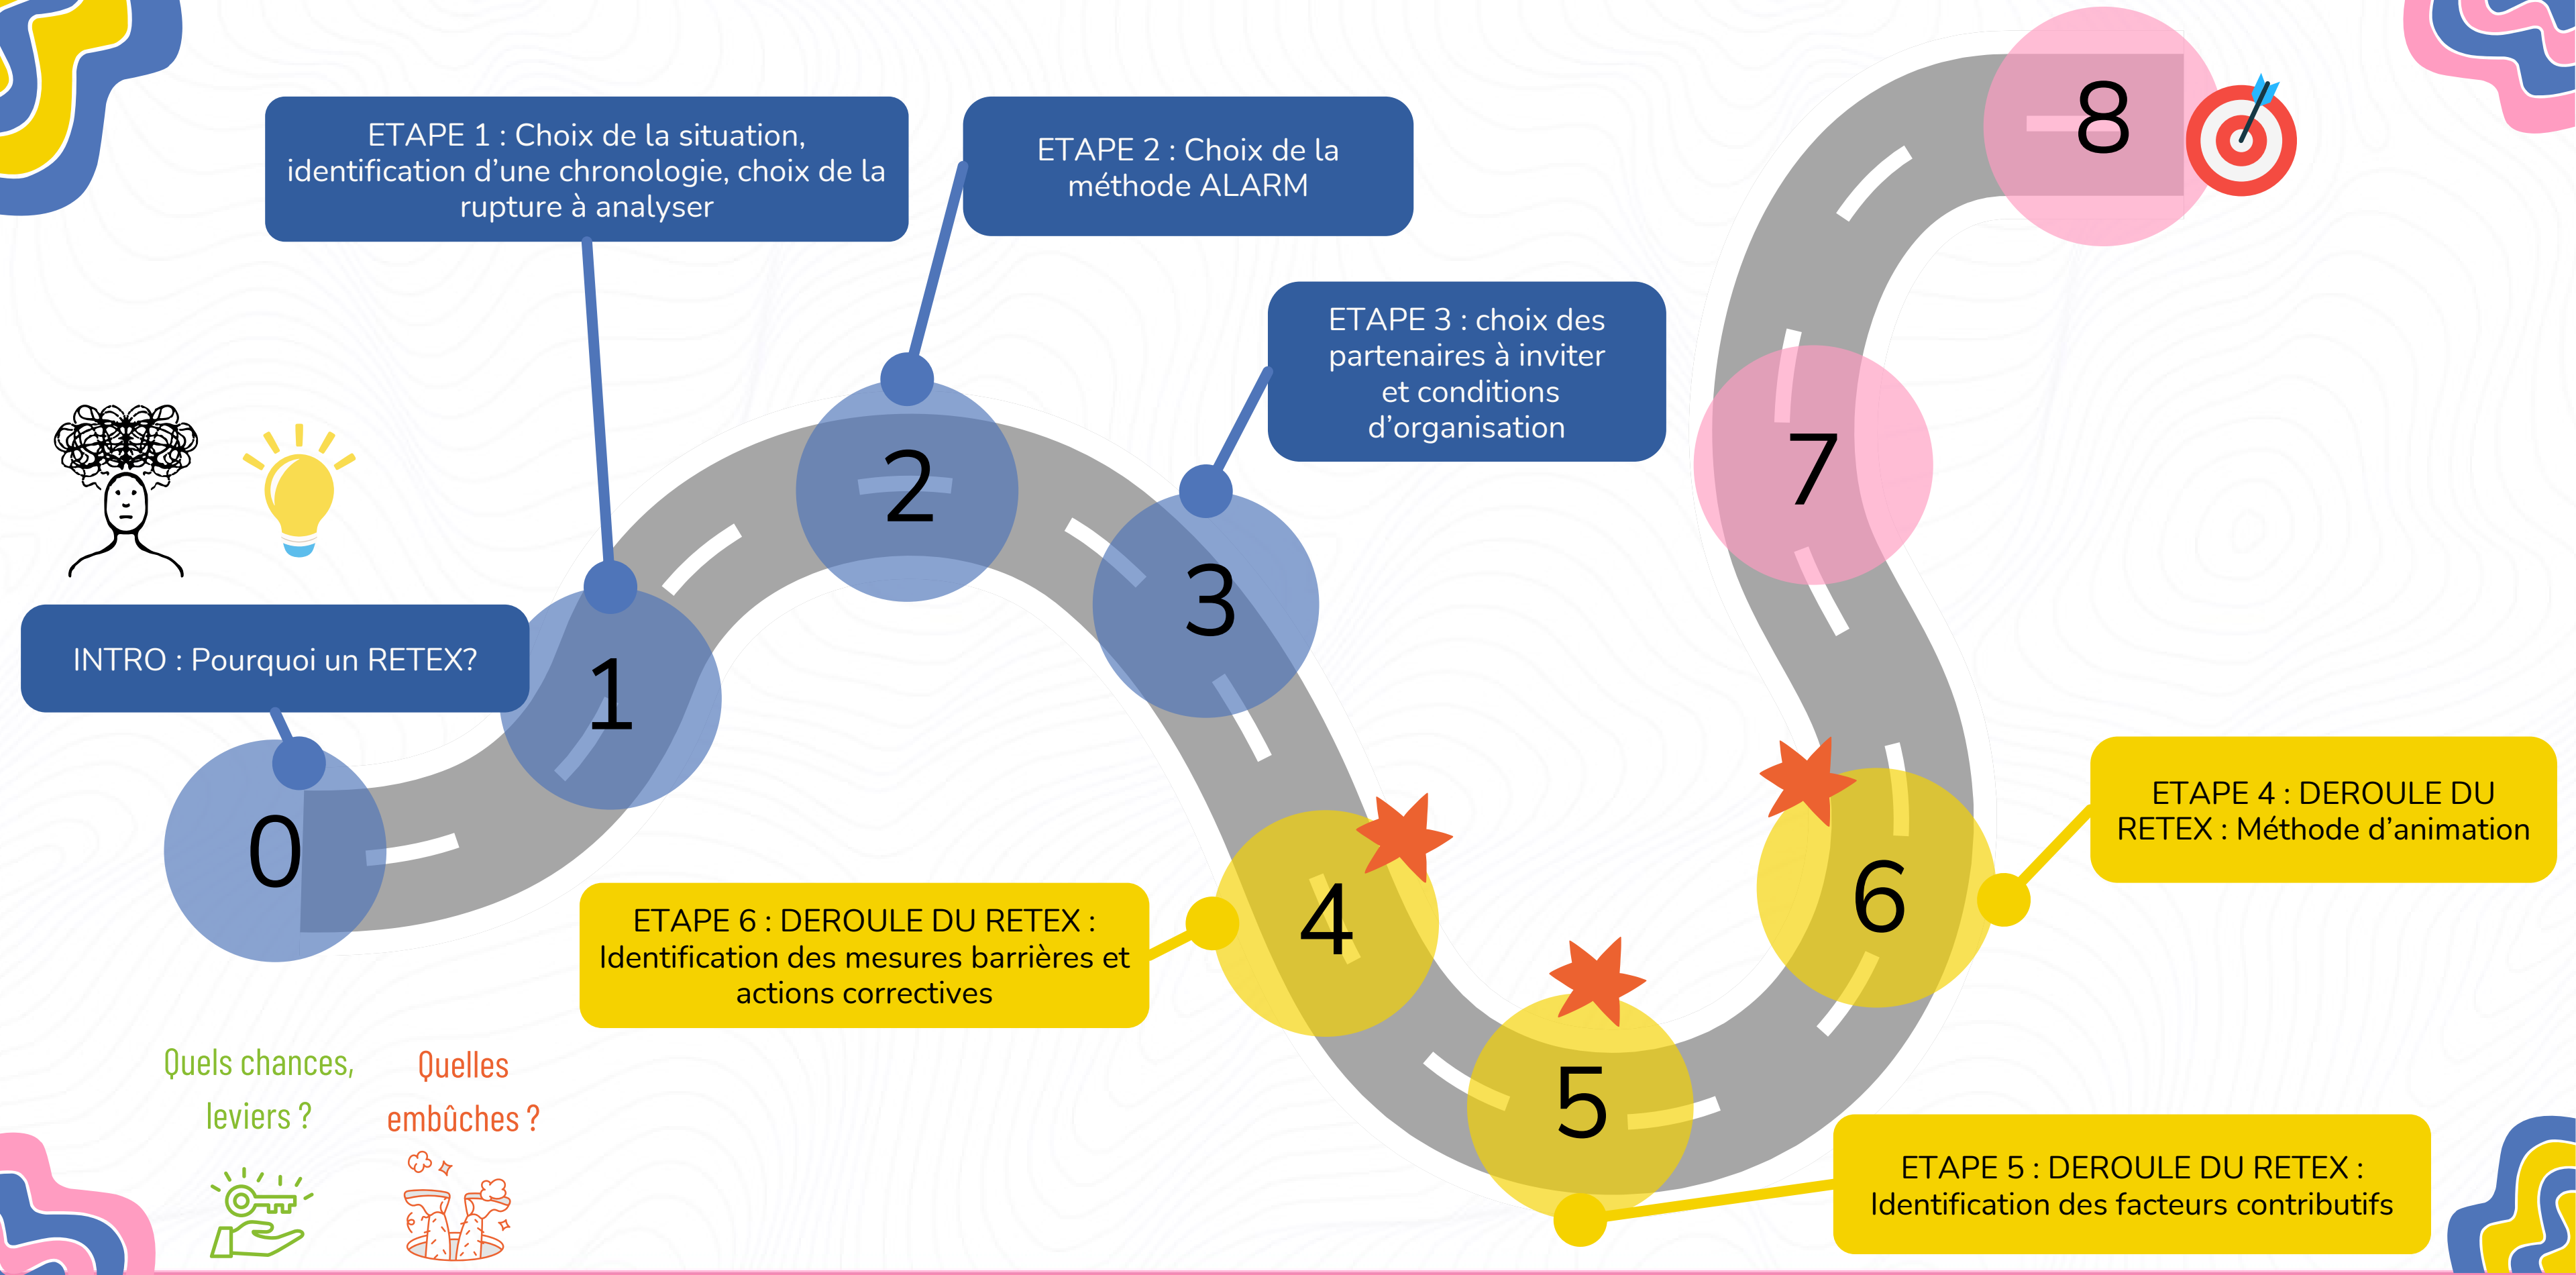 ETAPE 1 : Choix de la situation,
identification d’une chronologie, choix de la
rupture à analyser
ETAPE 2 : Choix de la
méthode ALARM
8
ETAPE 3 : choix des
partenaires à inviter
et conditions
d’organisation
7
2
3
INTRO : Pourquoi un RETEX?
1
0
ETAPE 4 : DEROULE DU
RETEX : Méthode d’animation
6
4
ETAPE 6 : DEROULE DU RETEX :
Identification des mesures barrières et
actions correctives
5
Quels chances,
leviers ?
Quelles
embûches ?
ETAPE 5 : DEROULE DU RETEX :
Identification des facteurs contributifs